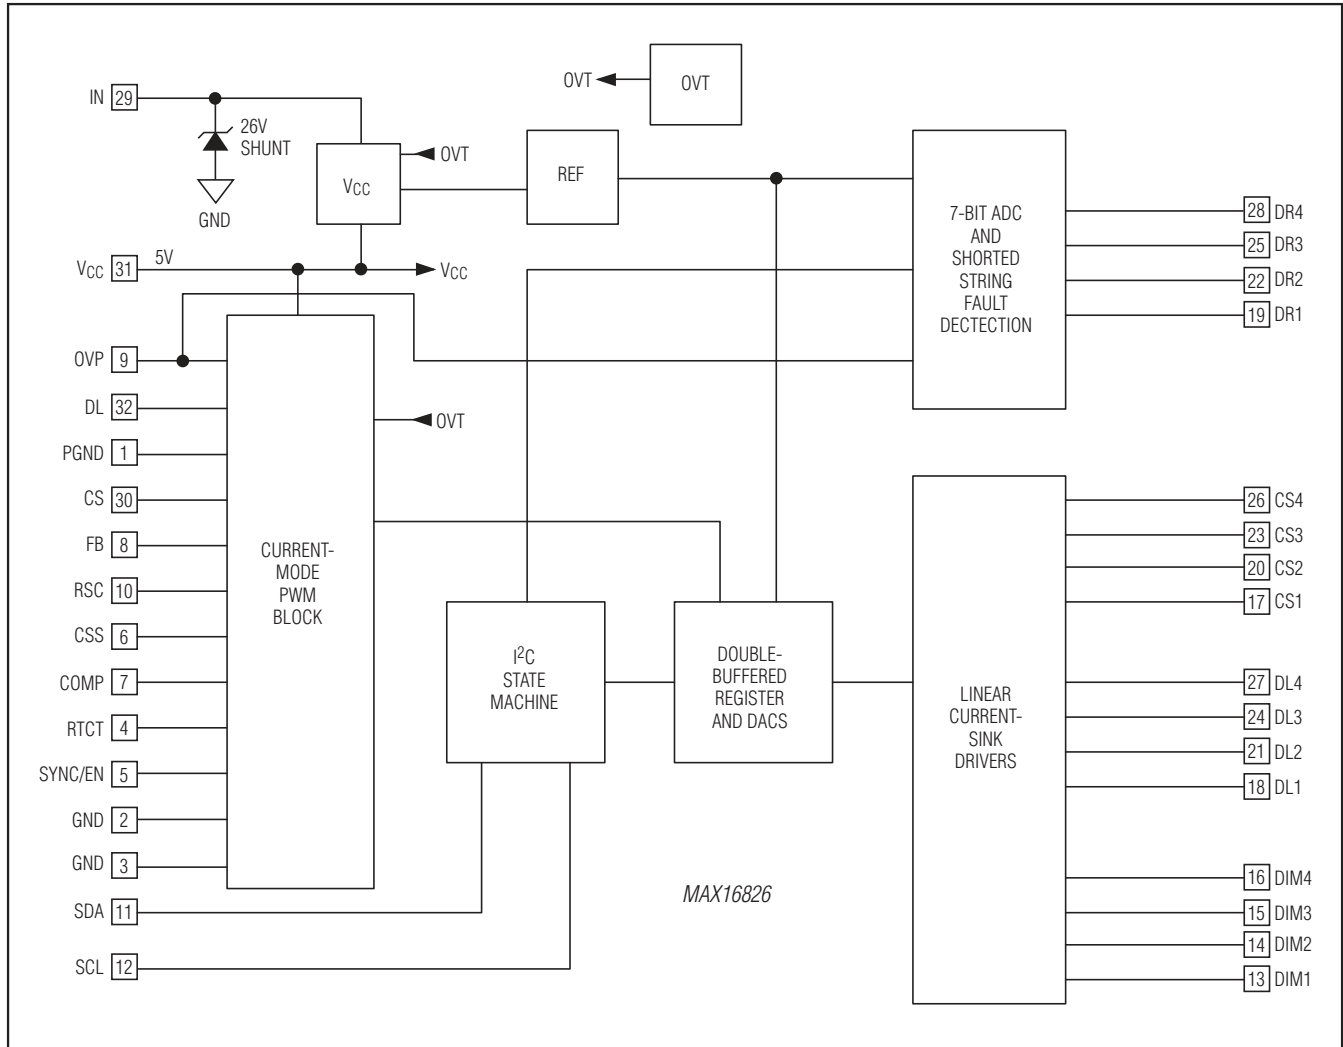 OVT
OVT
IN 29
26V
SHUNT
GND
VCC
OVT
REF
7-BIT ADC
AND
SHORTED
STRING
FAULT
DECTECTION
28 DR4
25 DR3
22 DR2
19 DR1
VCC 31
5V
VCC
OVP 9
DL 32
PGND 1
CS 30
FB 8
RSC 10
CSS 6
COMP 7
RTCT 4
SYNC/EN 5
GND 2
GND 3
SDA 11
SCL 12
CURRENT-
MODE
PWM
BLOCK
OVT
I²C
STATE
MACHINE
DOUBLE-
BUFFERED
REGISTER
AND DACS
LINEAR
CURRENT-
SINK
DRIVERS
26 CS4
23 CS3
20 CS2
17 CS1
27 DL4
24 DL3
21 DL2
18 DL1
16 DIM4
15 DIM3
14 DIM2
13 DIM1
MAX16826